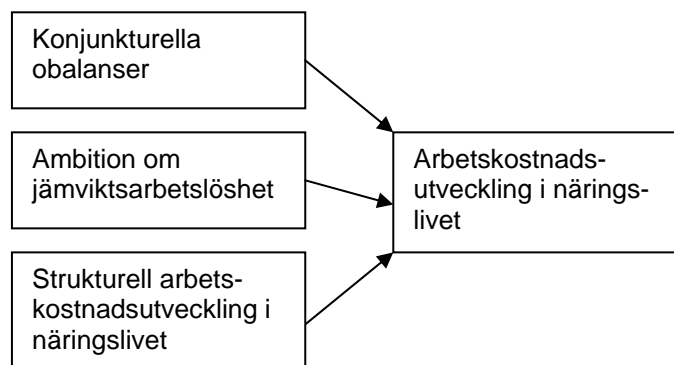 Konjunkturella
obalanser
Ambition om
jämviktsarbetslöshet
Arbetskostnads-
utveckling i närings-
livet
Strukturell arbets-
kostnadsutveckling i
näringslivet